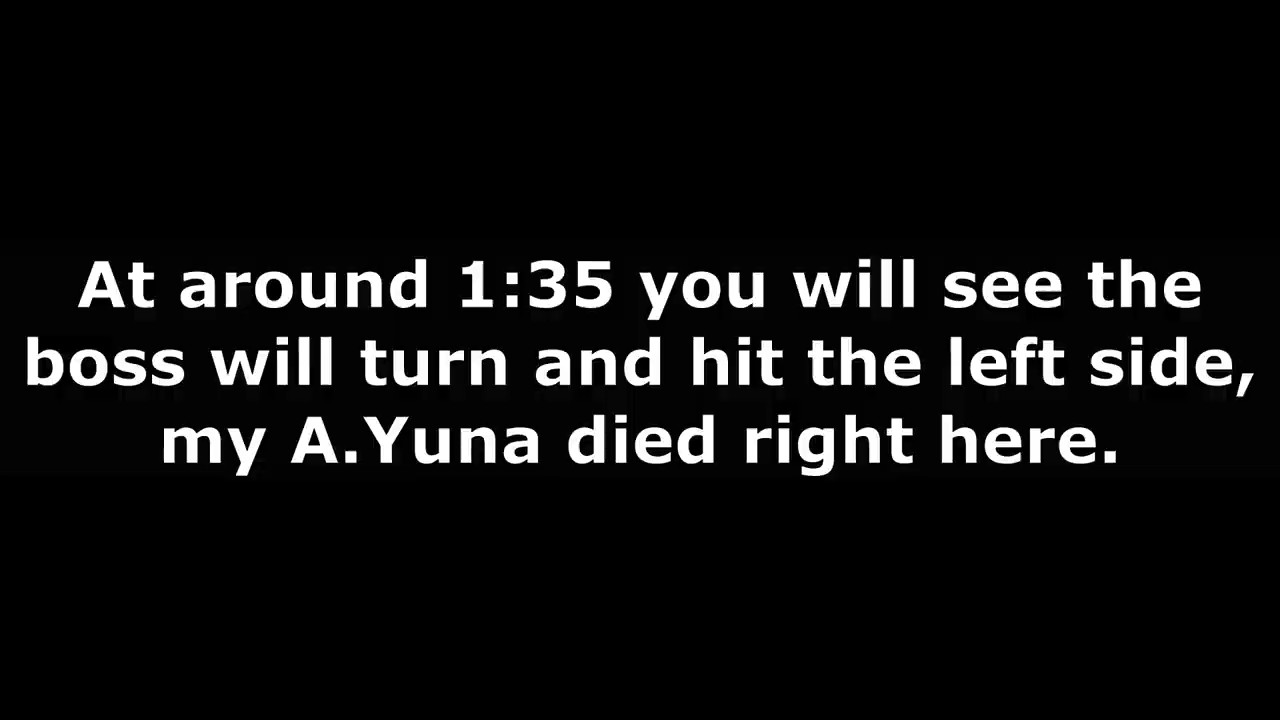 At around 1:35 you will see the
boss will turn and hit the left side,
my A.Yuna died right here.